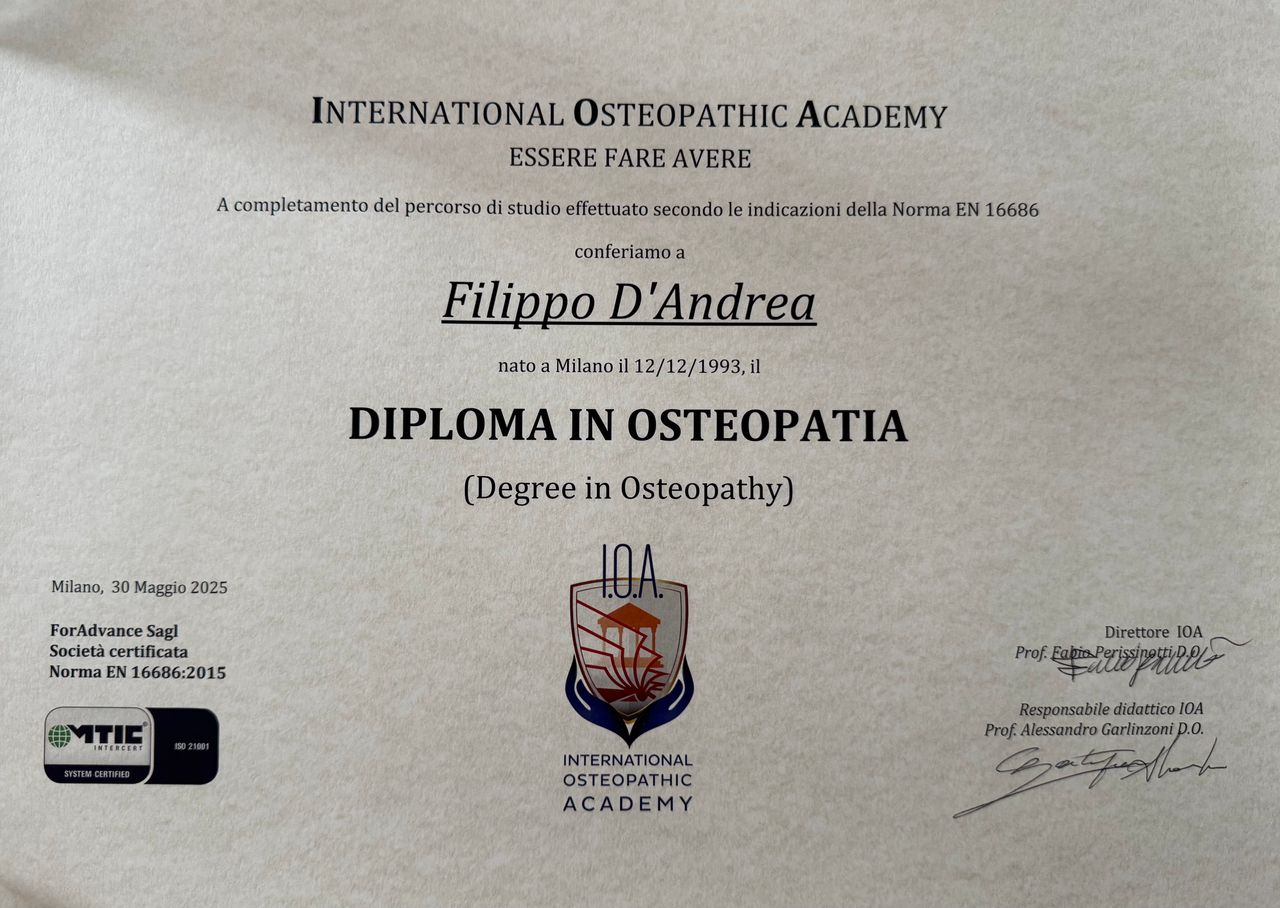 INTERNATIONAL OSTEOPATHIC ACADEMY
ESSERE FARE AVERE
A completamento del percorso di studio effettuato secondo le indicazioni della Norma EN 16686
conferiamo a
Filippo D'Andrea
nato a Milano il 12/12/1993, il
DIPLOMA IN OSTEOPATIA
(Degree in Osteopathy)
Milano, 30 Maggio 2025
ForAdvance Sagl
Società certificata
Norma EN 16686:2015
MTIC®
INTERCERT
SYSTEM CERTIFIED
ISO 21001
I.O.A.
INTERNATIONAL
OSTEOPATHIC
ACADEMY
Direttore IOA
Prof. Fabio Perissinotti D.O.
Responsabile didattico IOA
Prof. Alessandro Garlinzoni D.O.